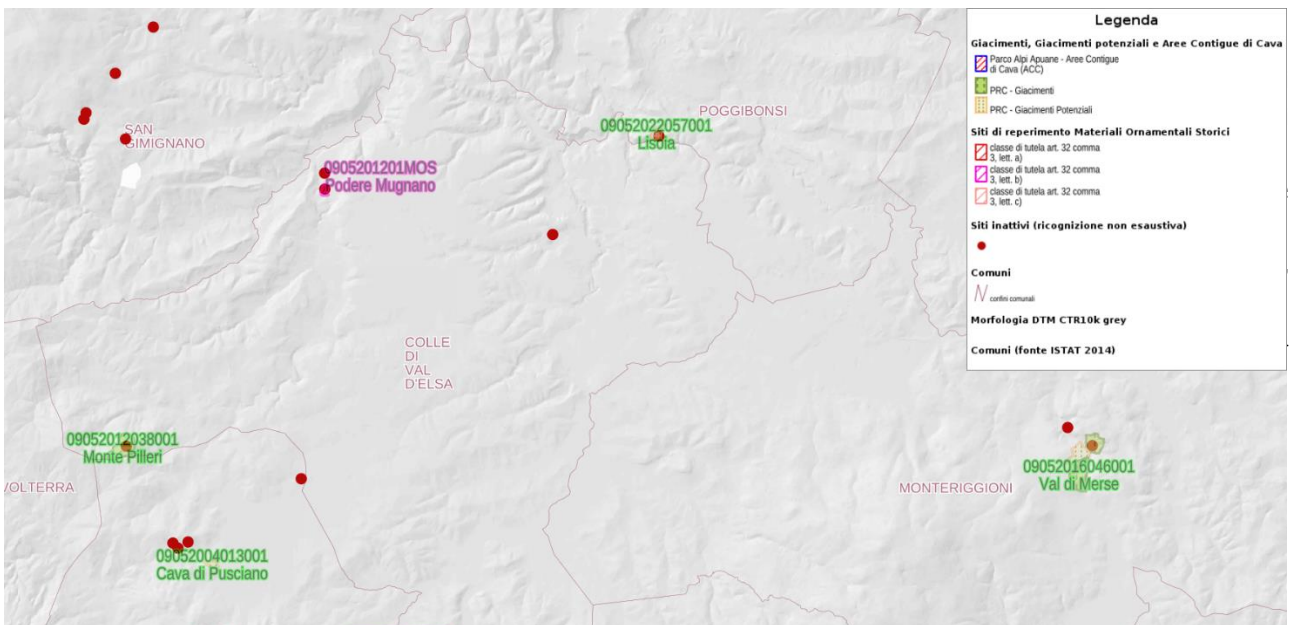 SAN
GIMIGNANO
POGGIBONSI
09052022057001
Lisoia
0905201201MOS
Podere Mugnano
COLLE
DI
VAL
D'ELSA
09052012038001
Monte Pilleri
VOLTERRA
09052004013001
Cava di Pusciano
MONTERIGGIONI
09052016046001
Val di Merse
Legenda
Giacimenti, Giacimenti potenziali e Aree Contigue di Cava
Parco Alpi Apuane - Aree Contigue
di Cava (ACC)
PRC - Giacimenti
PRC - Giacimenti Potenziali
Siti di reperimento Materiali Ornamentali Storici
classe di tutela art. 32 comma
3, lett. a)
classe di tutela art. 32 comma
3, lett. b)
classe di tutela art. 32 comma
3, lett. c)
Siti inattivi (ricognizione non esaustiva)
Comuni
confini comunali
Morfologia DTM CTR10k grey
Comuni (fonte ISTAT 2014)